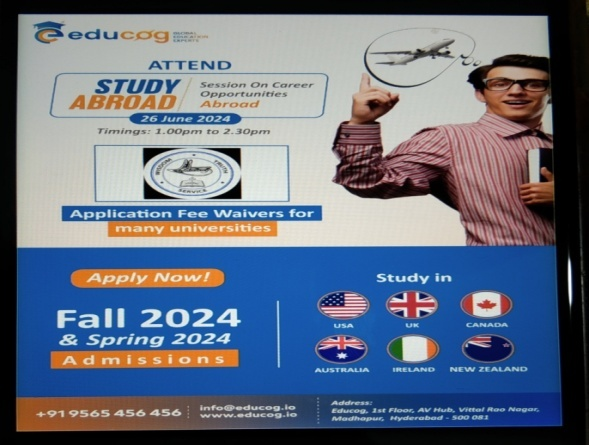 educog GLOBAL EDUCATION EXPERTS
ATTEND
STUDY ABROAD
Session On Career
Opportunities
Abroad
26 June 2024
Timings: 1.00pm to 2.30pm
WISDOM TRUTH
SERVICE
Application Fee Waivers for
many universities
Apply Now!
Fall 2024
& Spring 2024
Admissions
Study in
USA UK CANADA
AUSTRALIA IRELAND NEW ZEALAND
+91 9565 456 456
info@educog.io
www.educog.io
Address:
Educog, 1st Floor, AV Hub, Vittal Rao Nagar,
Madhapur, Hyderabad - 500 081